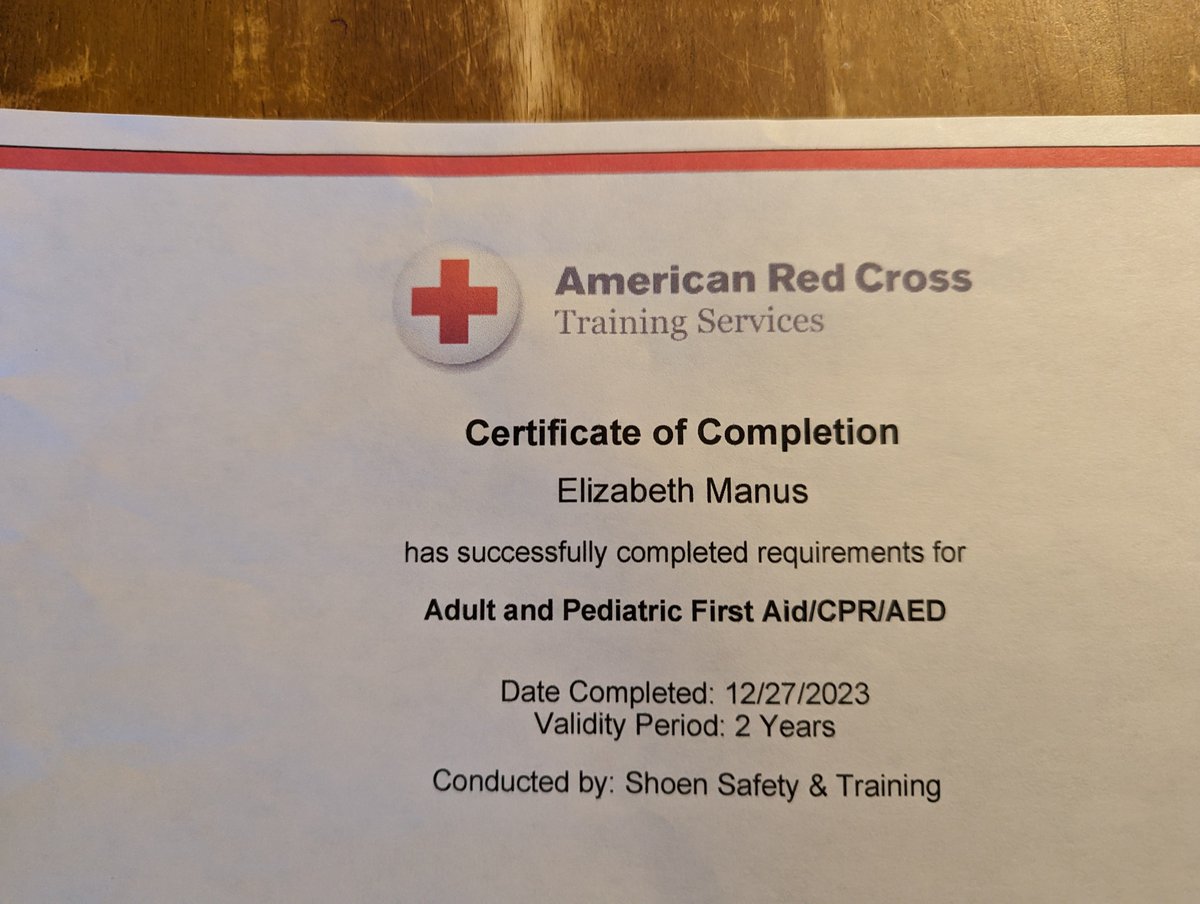 American Red Cross
Training Services
Certificate of Completion
Elizabeth Manus
has successfully completed requirements for
Adult and Pediatric First Aid/CPR/AED
Date Completed: 12/27/2023
Validity Period: 2 Years
Conducted by: Shoen Safety & Training